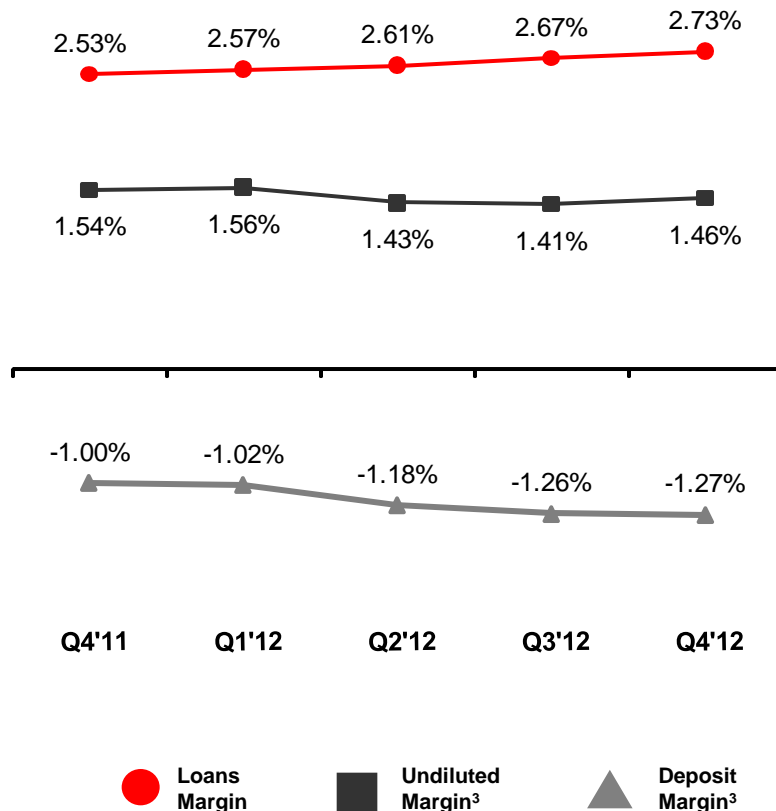 2.53% 2.57% 2.61% 2.67% 2.73%
1.54% 1.56% 1.43% 1.41% 1.46%
-1.00% -1.02% -1.18% -1.26% -1.27%
Q4'11 Q1'12 Q2'12 Q3'12 Q4'12
Loans Margin
Undiluted Margin³
Deposit Margin³